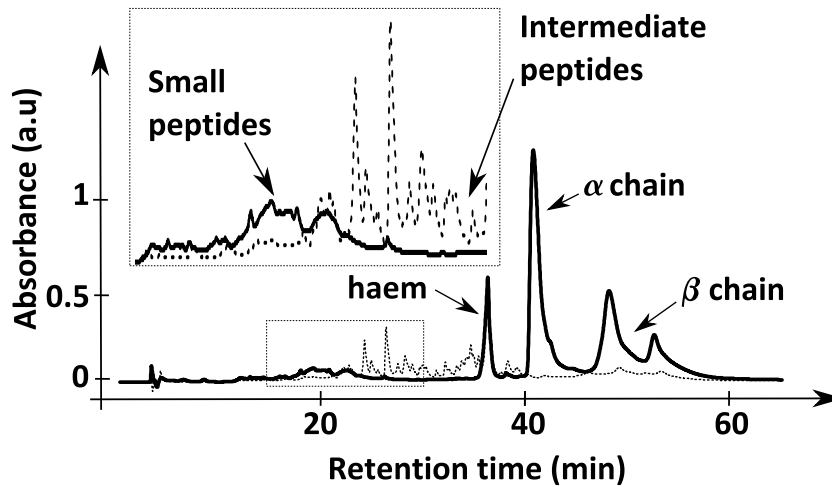 Intermediate
peptides
Small
peptides
Absorbance (a.u)
1
0.5
0
α chain
haem
β chain
20
40
60
Retention time (min)